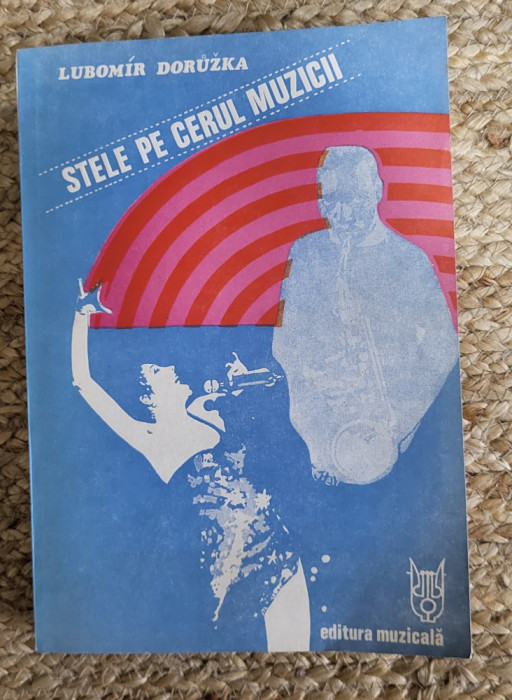 LUBOMÍR DORŮŽKA
STELE PE CERUL MUZICII
editura muzicală